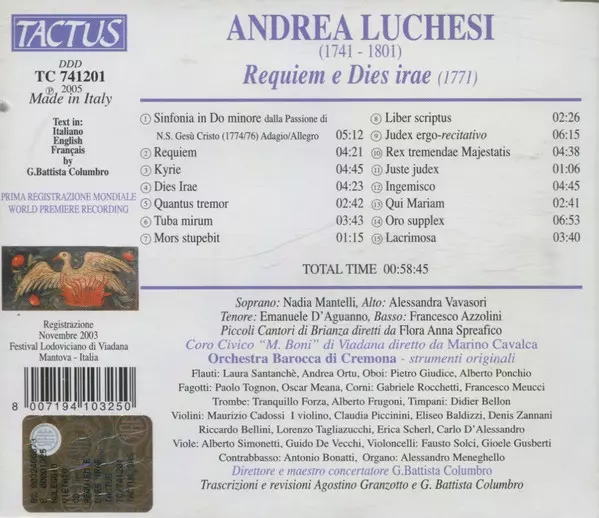 TACTUS
DDD
TC 741201
℗ 2005
Made in Italy
Text in:
Italiano
English
Français
by
G.Battista Columbro
PRIMA REGISTRAZIONE MONDIALE
WORLD PREMIERE RECORDING
Registrazione
Novembre 2003
Festival Lodoviciano di Viadana
Mantova - Italia
8 007194 103250
ANDREA LUCHESI
(1741 - 1801)
Requiem e Dies irae (1771)
1 Sinfonia in Do minore dalla Passione di
N.S. Gesù Cristo (1774/76) Adagio/Allegro 05:12
2 Requiem 04:21
3 Kyrie 04:45
4 Dies Irae 04:23
5 Quantus tremor 02:42
6 Tuba mirum 03:43
7 Mors stupebit 01:15
8 Liber scriptus 02:26
9 Judex ergo-recitativo 06:15
10 Rex tremendae Majestatis 04:38
11 Juste judex 01:06
12 Ingemisco 04:45
13 Qui Mariam 02:41
14 Oro supplex 06:53
15 Lacrimosa 03:40
TOTAL TIME 00:58:45
Soprano: Nadia Mantelli, Alto: Alessandra Vavasori
Tenore: Emanuele D'Aguanno, Basso: Francesco Azzolini
Piccoli Cantori di Brianza diretti da Flora Anna Spreafico
Coro Civico “M. Boni” di Viadana diretto da Marino Cavalca
Orchestra Barocca di Cremona - strumenti originali
Flauti: Laura Santanchè, Andrea Ortu, Oboi: Pietro Giudice, Alberto Ponchio
Fagotti: Paolo Tognon, Oscar Meana, Corni: Gabriele Rocchetti, Francesco Meucci
Trombe: Tranquillo Forza, Alberto Frugoni, Timpani: Didier Bellon
Violini: Maurizio Cadossi I violino, Claudia Piccinini, Eliseo Baldizzi, Denis Zannani
Riccardo Bellini, Lorenzo Tagliazucchi, Erica Scherl, Carlo D'Alessandro
Viole: Alberto Simonetti, Guido De Vecchi, Violoncelli: Fausto Solci, Gioele Gusberti
Contrabbasso: Antonio Bonatti, Organo: Alessandro Meneghello
Direttore e maestro concertatore G.Battista Columbro
Trascrizioni e revisioni Agostino Granzotto e G. Battista Columbro